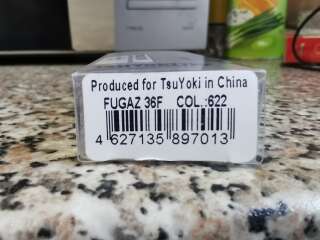 Produced for TsuYoki in China
FUGAZ 36F COL.:622
4 627135 897013